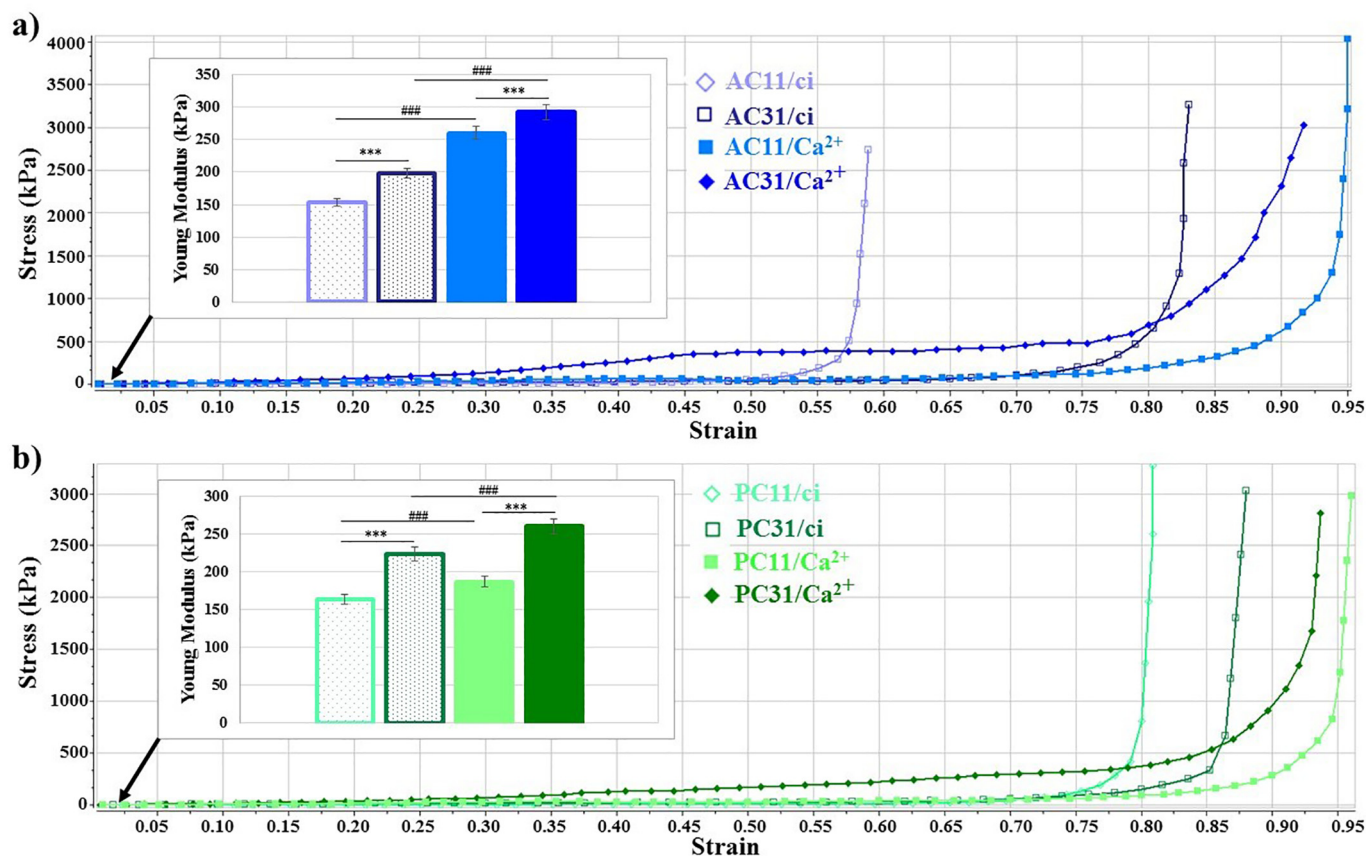 a)
Stress (kPa)
4000
3500
3000
2500
2000
1500
1000
500
0
Young Modulus (kPa)
350
300
250
200
150
100
50
0
***
###
***
###
AC11/ci
AC31/ci
AC11/Ca²⁺
AC31/Ca²⁺
0.05 0.10 0.15 0.20 0.25 0.30 0.35 0.40 0.45 0.50 0.55 0.60 0.65 0.70 0.75 0.80 0.85 0.90 0.95
Strain
b)
Stress (kPa)
3000
2500
2000
1500
1000
500
0
Young Modulus (kPa)
300
250
200
150
100
50
0
***
###
***
###
PC11/ci
PC31/ci
PC11/Ca²⁺
PC31/Ca²⁺
0.05 0.10 0.15 0.20 0.25 0.30 0.35 0.40 0.45 0.50 0.55 0.60 0.65 0.70 0.75 0.80 0.85 0.90 0.95
Strain